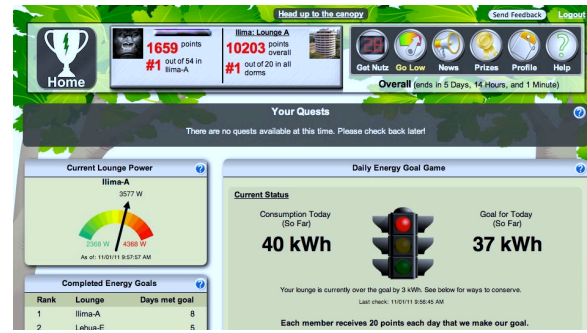 Head up to the canopy
Send Feedback
Logout
Home
1659 points
#1 out of 54 in Ilima-A
Ilima: Lounge A
10203 points overall
#1 out of 20 in all dorms
28
Get Nutz
Go Low
News
Prizes
Profile
Help
Overall (ends in 5 Days, 14 Hours, and 1 Minute)
Your Quests
There are no quests available at this time. Please check back later!
Current Lounge Power
Ilima-A
3577 W
2368 W
4368 W
As of: 11/01/11 9:57:57 AM
Completed Energy Goals
Rank Lounge Days met goal
1 Ilima-A 8
2 Lehua-E 5
Daily Energy Goal Game
Current Status
Consumption Today
(So Far)
40 kWh
Goal for Today
(So Far)
37 kWh
Your lounge is currently over the goal by 3 kWh. See below for ways to conserve.
Last check: 11/01/11 9:56:45 AM
Each member receives 20 points each day that we make our goal.